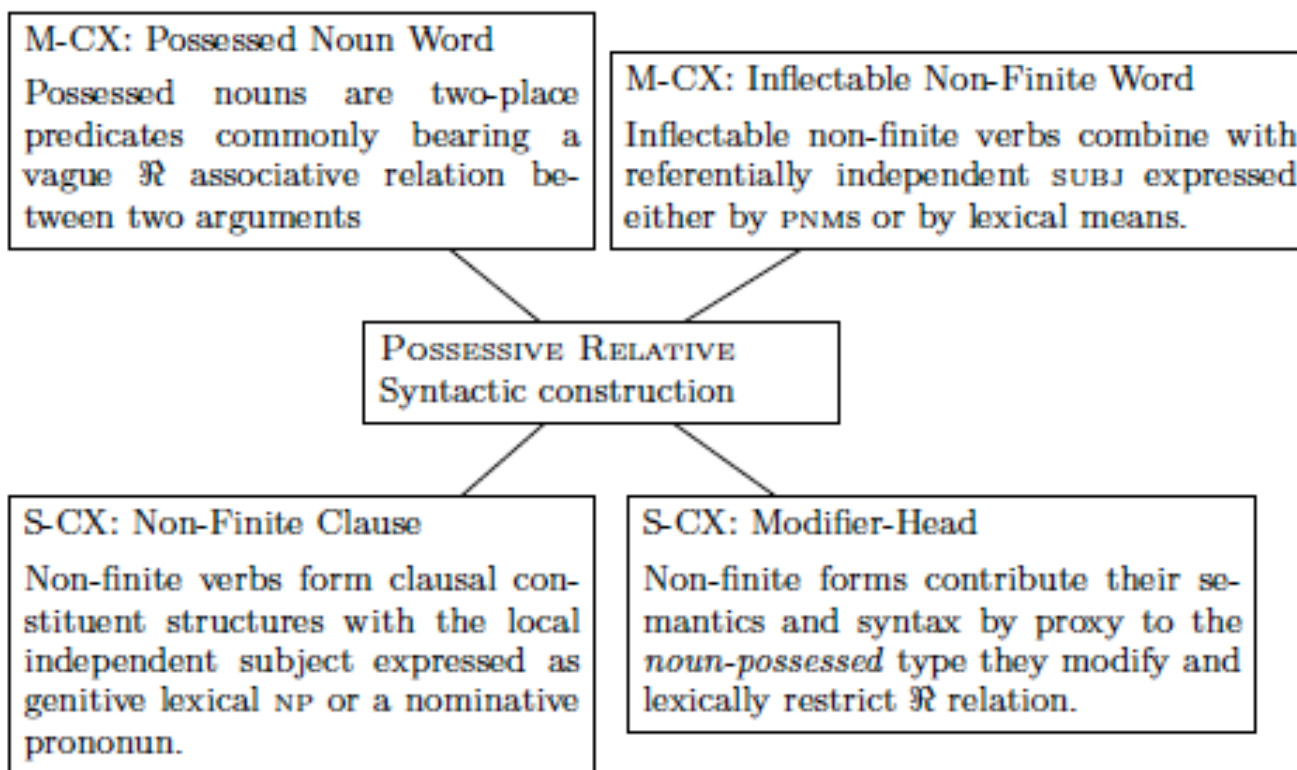 M-CX: Possessed Noun Word
Possessed nouns are two-place
predicates commonly bearing a
vague ℜ associative relation be-
tween two arguments
M-CX: Inflectable Non-Finite Word
Inflectable non-finite verbs combine with
referentially independent SUBJ expressed
either by PNMs or by lexical means.
POSSESSIVE RELATIVE
Syntactic construction
S-CX: Non-Finite Clause
Non-finite verbs form clausal con-
stituent structures with the local
independent subject expressed as
genitive lexical NP or a nominative
prononun.
S-CX: Modifier-Head
Non-finite forms contribute their se-
mantics and syntax by proxy to the
noun-possessed type they modify and
lexically restrict ℜ relation.